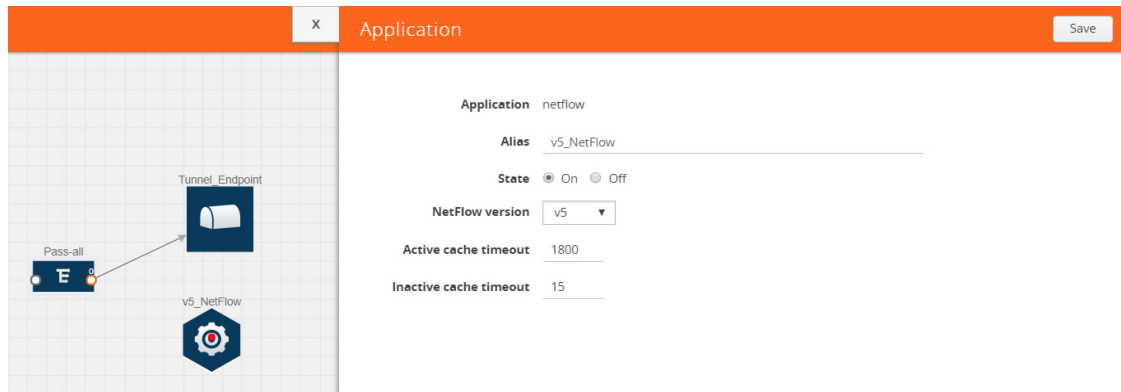 X
Application
Save
Application netflow
Alias v5_NetFlow
State On Off
NetFlow version v5
Active cache timeout 1800
Inactive cache timeout 15
Tunnel_Endpoint
Pass-all
0
v5_NetFlow